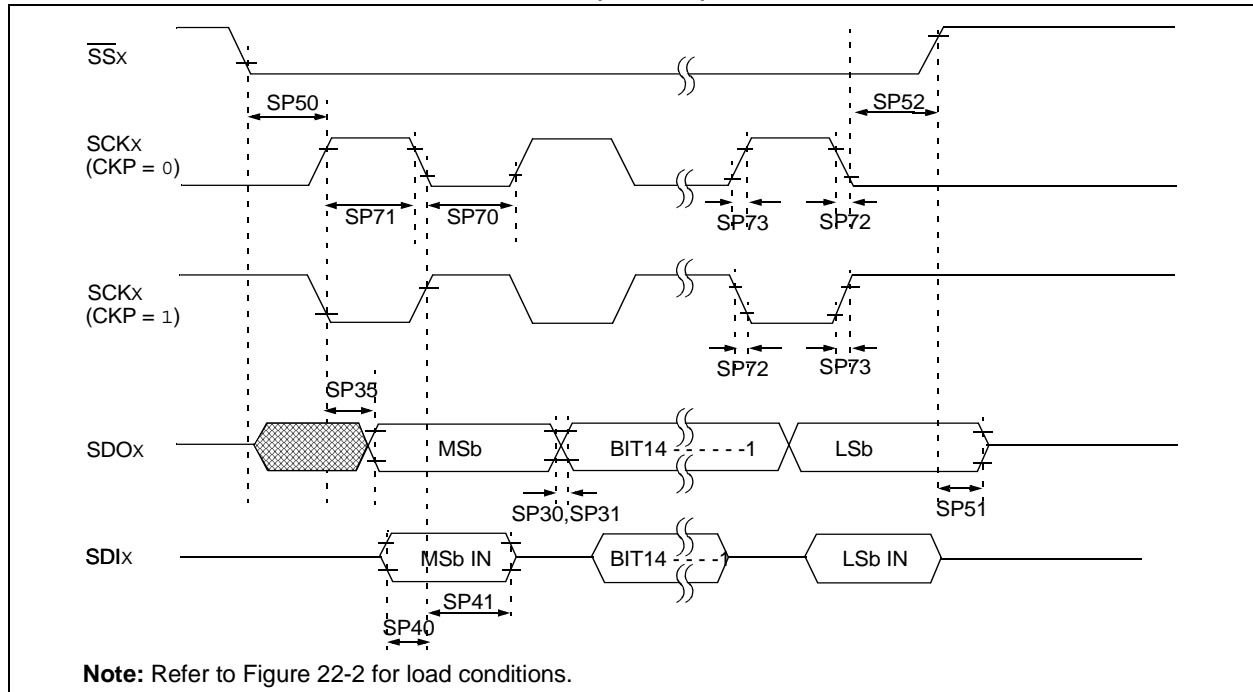 SSx
SP50
SP52
SCKx
(CKP = 0)
SP71
SP70
SP73
SP72
SCKx
(CKP = 1)
SP72
SP73
SP35
SDOx
MSb
BIT14 - - - - - -1
LSb
SP30,SP31
SP51
SDIx
MSb IN
BIT14 - - - - -1
LSb IN
SP41
SP40
Note: Refer to Figure 22-2 for load conditions.